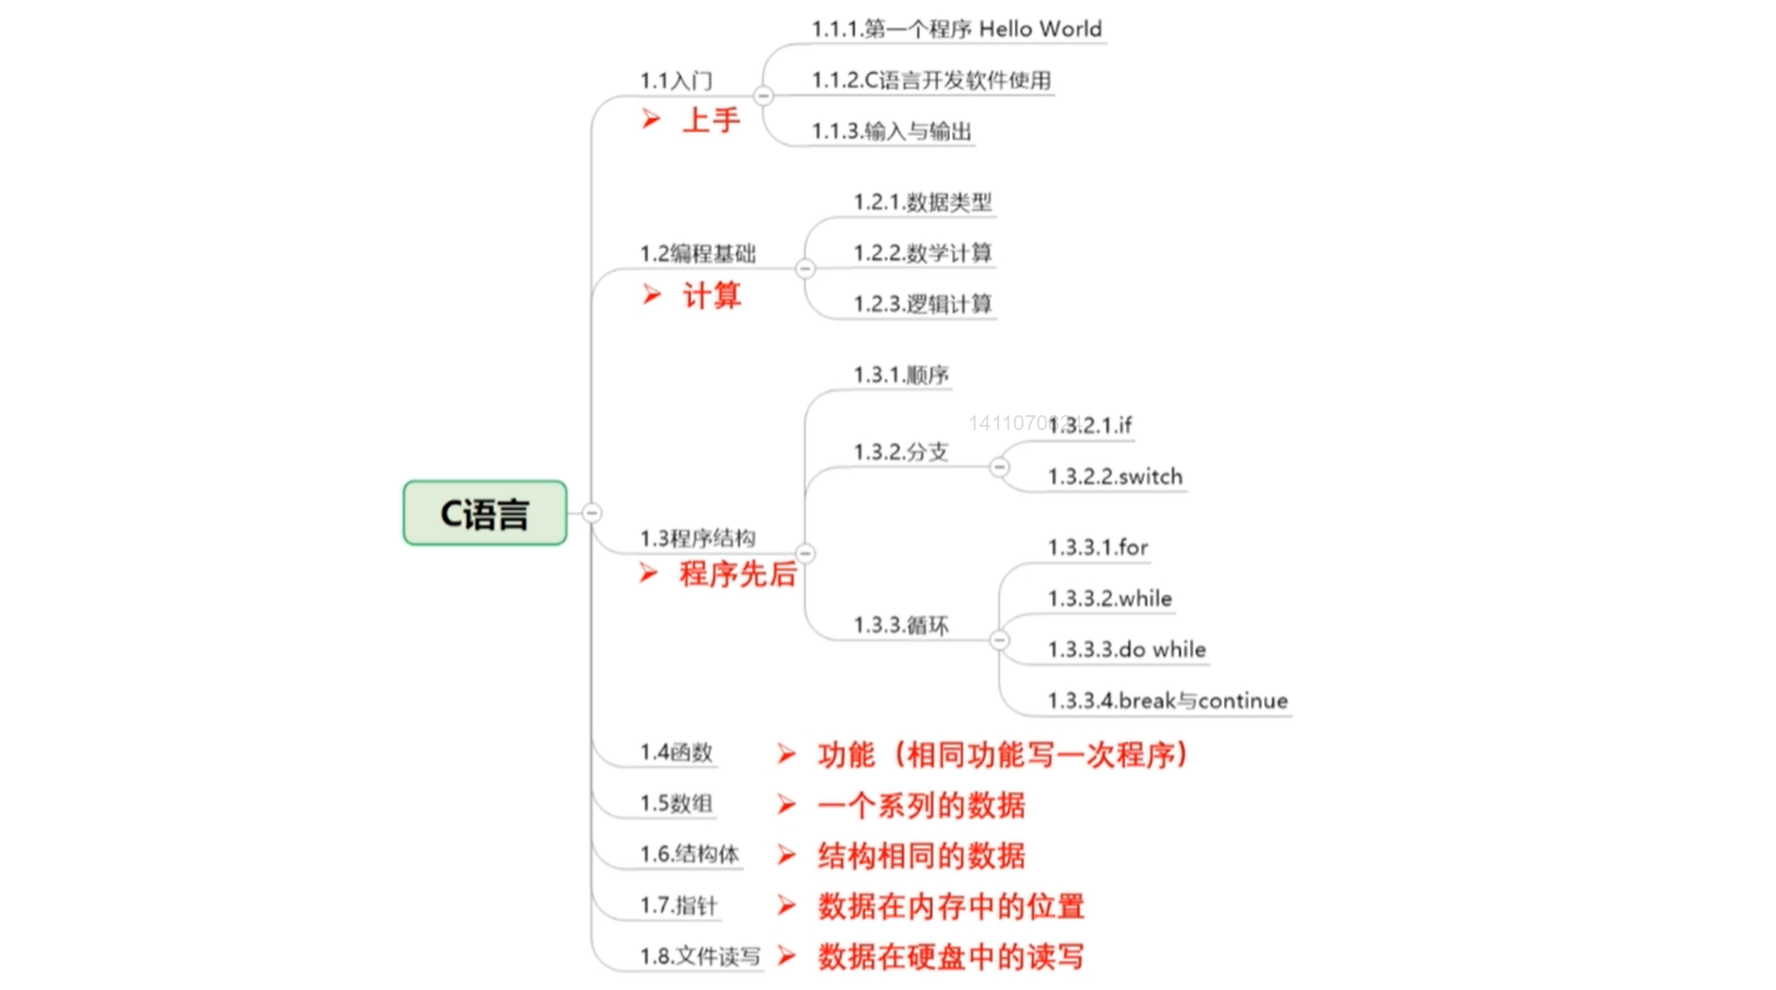 1.1.1.第一个程序 Hello World
1.1入门
1.1.2.C语言开发软件使用
➢ 上手
1.1.3.输入与输出
1.2.1.数据类型
1.2编程基础
1.2.2.数学计算
➢ 计算
1.2.3.逻辑计算
1.3.1.顺序
1.3.2.1.if
1.3.2.分支
1.3.2.2.switch
C语言
1.3程序结构
➢ 程序先后
1.3.3.1.for
1.3.3.2.while
1.3.3.循环
1.3.3.3.do while
1.3.3.4.break与continue
1.4函数 ➢ 功能（相同功能写一次程序）
1.5数组 ➢ 一个系列的数据
1.6.结构体 ➢ 结构相同的数据
1.7.指针 ➢ 数据在内存中的位置
1.8.文件读写 ➢ 数据在硬盘中的读写